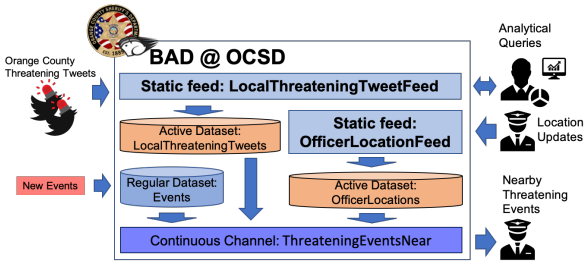 BAD @ OCSD
Orange County
Threatening Tweets
Static feed: LocalThreateningTweetFeed
Analytical
Queries
Active Dataset:
LocalThreateningTweets
Static feed:
OfficerLocationFeed
Location
Updates
New Events
Regular Dataset:
Events
Active Dataset:
OfficerLocations
Nearby
Threatening
Events
Continuous Channel: ThreateningEventsNear